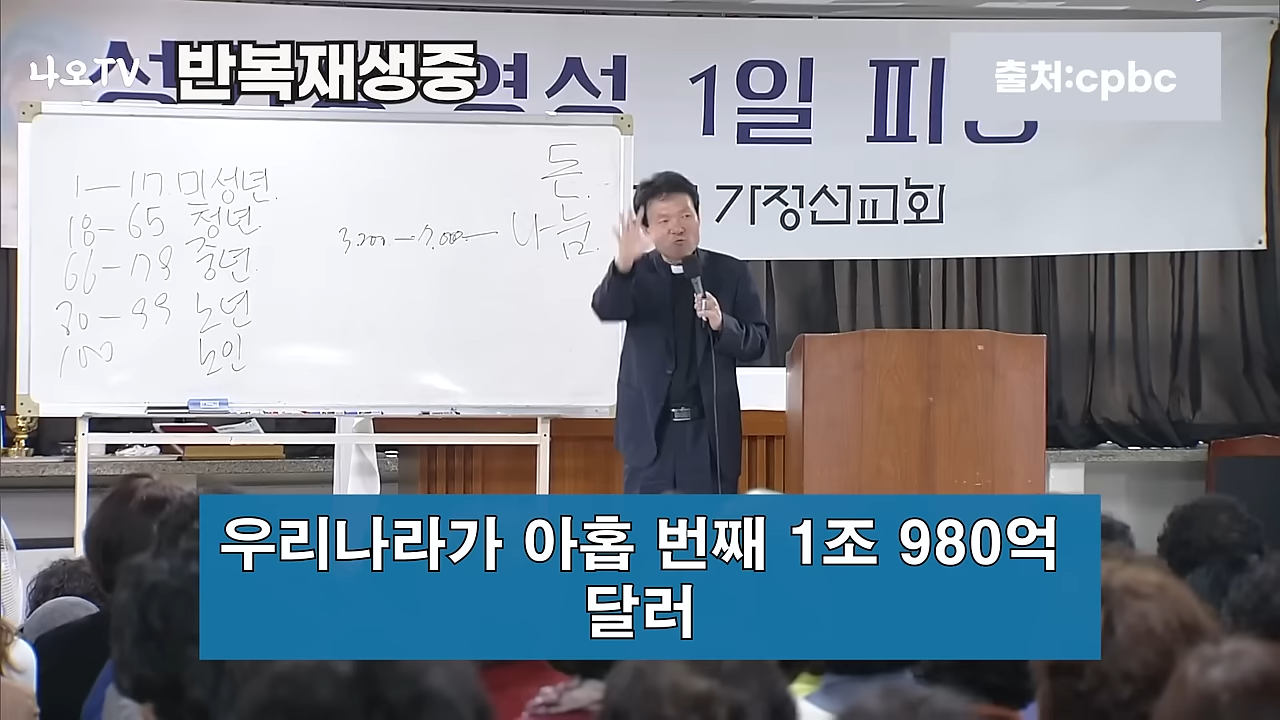 나오TV
반복재생중
출처:cpbc
1일 피
가정선교회
1-17 미성년.
18-65 청년
66-79 중년.
80-99 노년
100 노인
돈.
나눔.
우리나라가 아홉 번째 1조 980억
달러